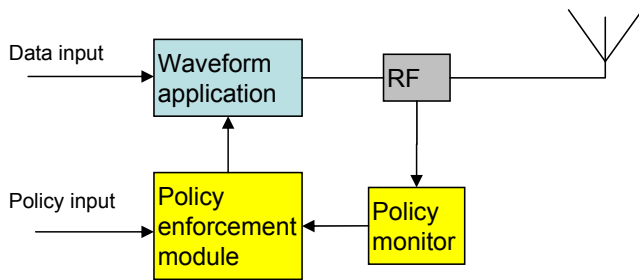 Data input
Waveform
application
RF
Policy input
Policy
enforcement
module
Policy
monitor